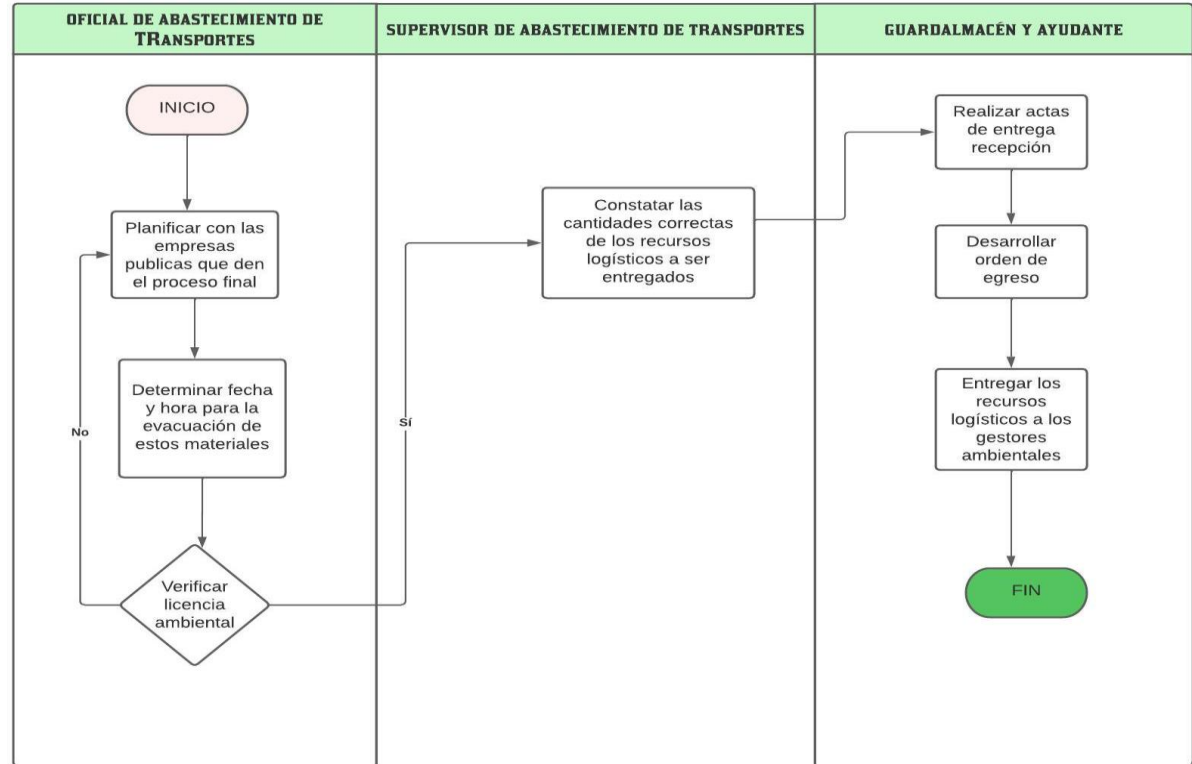 OFICIAL DE ABASTECIMIENTO DE
TRANSPORTES
SUPERVISOR DE ABASTECIMIENTO DE TRANSPORTES
GUARDALMACÉN Y AYUDANTE
INICIO
Planificar con las
empresas
publicas que den
el proceso final
Determinar fecha
y hora para la
evacuación de
estos materiales
No
Verificar
licencia
ambiental
Sí
Constatar las
cantidades correctas
de los recursos
logístico a ser
entregados
Realizar actas
de entrega
recepción
Desarrollar
orden de
egreso
Entregar los
recursos
logísticos a los
gestores
ambientales
FIN